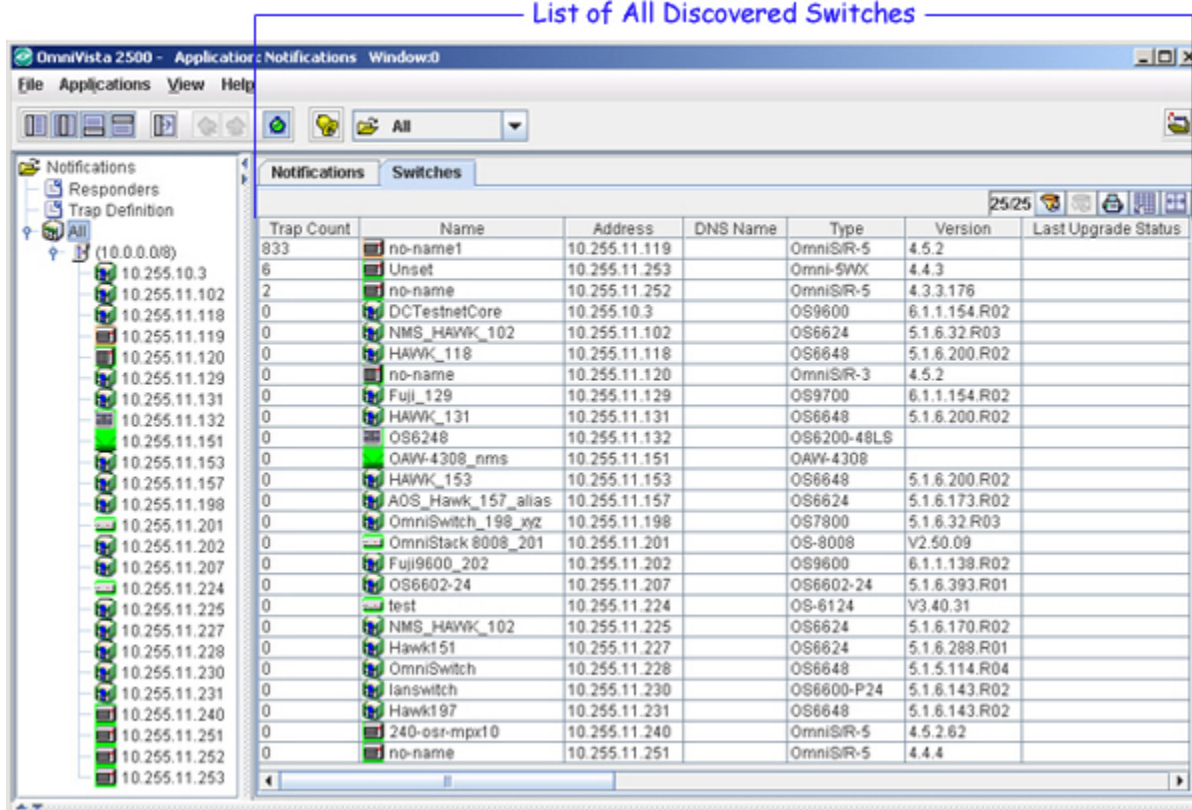 List of All Discovered Switches
OmniVista 2500 - Application: Notifications Window:0
File Applications View Help
All
Notifications
Responders
Trap Definition
All
(10.0.0.0/8)
10.255.10.3
10.255.11.102
10.255.11.118
10.255.11.119
10.255.11.120
10.255.11.129
10.255.11.131
10.255.11.132
10.255.11.151
10.255.11.153
10.255.11.157
10.255.11.198
10.255.11.201
10.255.11.202
10.255.11.207
10.255.11.224
10.255.11.225
10.255.11.227
10.255.11.228
10.255.11.230
10.255.11.231
10.255.11.240
10.255.11.251
10.255.11.252
10.255.11.253
Notifications Switches
25/25
Trap Count Name Address DNS Name Type Version Last Upgrade Status
833 no-name1 10.255.11.119 OmniS/R-5 4.5.2
6 Unset 10.255.11.253 Omni-5WX 4.4.3
2 no-name 10.255.11.252 OmniS/R-5 4.3.3.176
0 DCTestnetCore 10.255.10.3 OS9600 6.1.1.154.R02
0 NMS_HAWK_102 10.255.11.102 OS6624 5.1.6.32.R03
0 HAWK_118 10.255.11.118 OS6648 5.1.6.200.R02
0 no-name 10.255.11.120 OmniS/R-3 4.5.2
0 Fuji_129 10.255.11.129 OS9700 6.1.1.154.R02
0 HAWK_131 10.255.11.131 OS6648 5.1.6.200.R02
0 OS6248 10.255.11.132 OS6200-48LS
0 OAW-4308_nms 10.255.11.151 OAW-4308
0 HAWK_153 10.255.11.153 OS6648 5.1.6.200.R02
0 AOS_Hawk_157_alias 10.255.11.157 OS6624 5.1.6.173.R02
0 OmniSwitch_198_xyz 10.255.11.198 OS7800 5.1.6.32.R03
0 OmniStack 8008_201 10.255.11.201 OS-8008 V2.50.09
0 Fuji9600_202 10.255.11.202 OS9600 6.1.1.138.R02
0 OS6602-24 10.255.11.207 OS6602-24 5.1.6.393.R01
0 test 10.255.11.224 OS-6124 V3.40.31
0 NMS_HAWK_102 10.255.11.225 OS6624 5.1.6.170.R02
0 Hawk151 10.255.11.227 OS6624 5.1.6.288.R01
0 OmniSwitch 10.255.11.228 OS6648 5.1.5.114.R04
0 lanswitch 10.255.11.230 OS6600-P24 5.1.6.143.R02
0 Hawk197 10.255.11.231 OS6648 5.1.6.143.R02
0 240-osr-mpx10 10.255.11.240 OmniS/R-5 4.5.2.62
0 no-name 10.255.11.251 OmniS/R-5 4.4.4